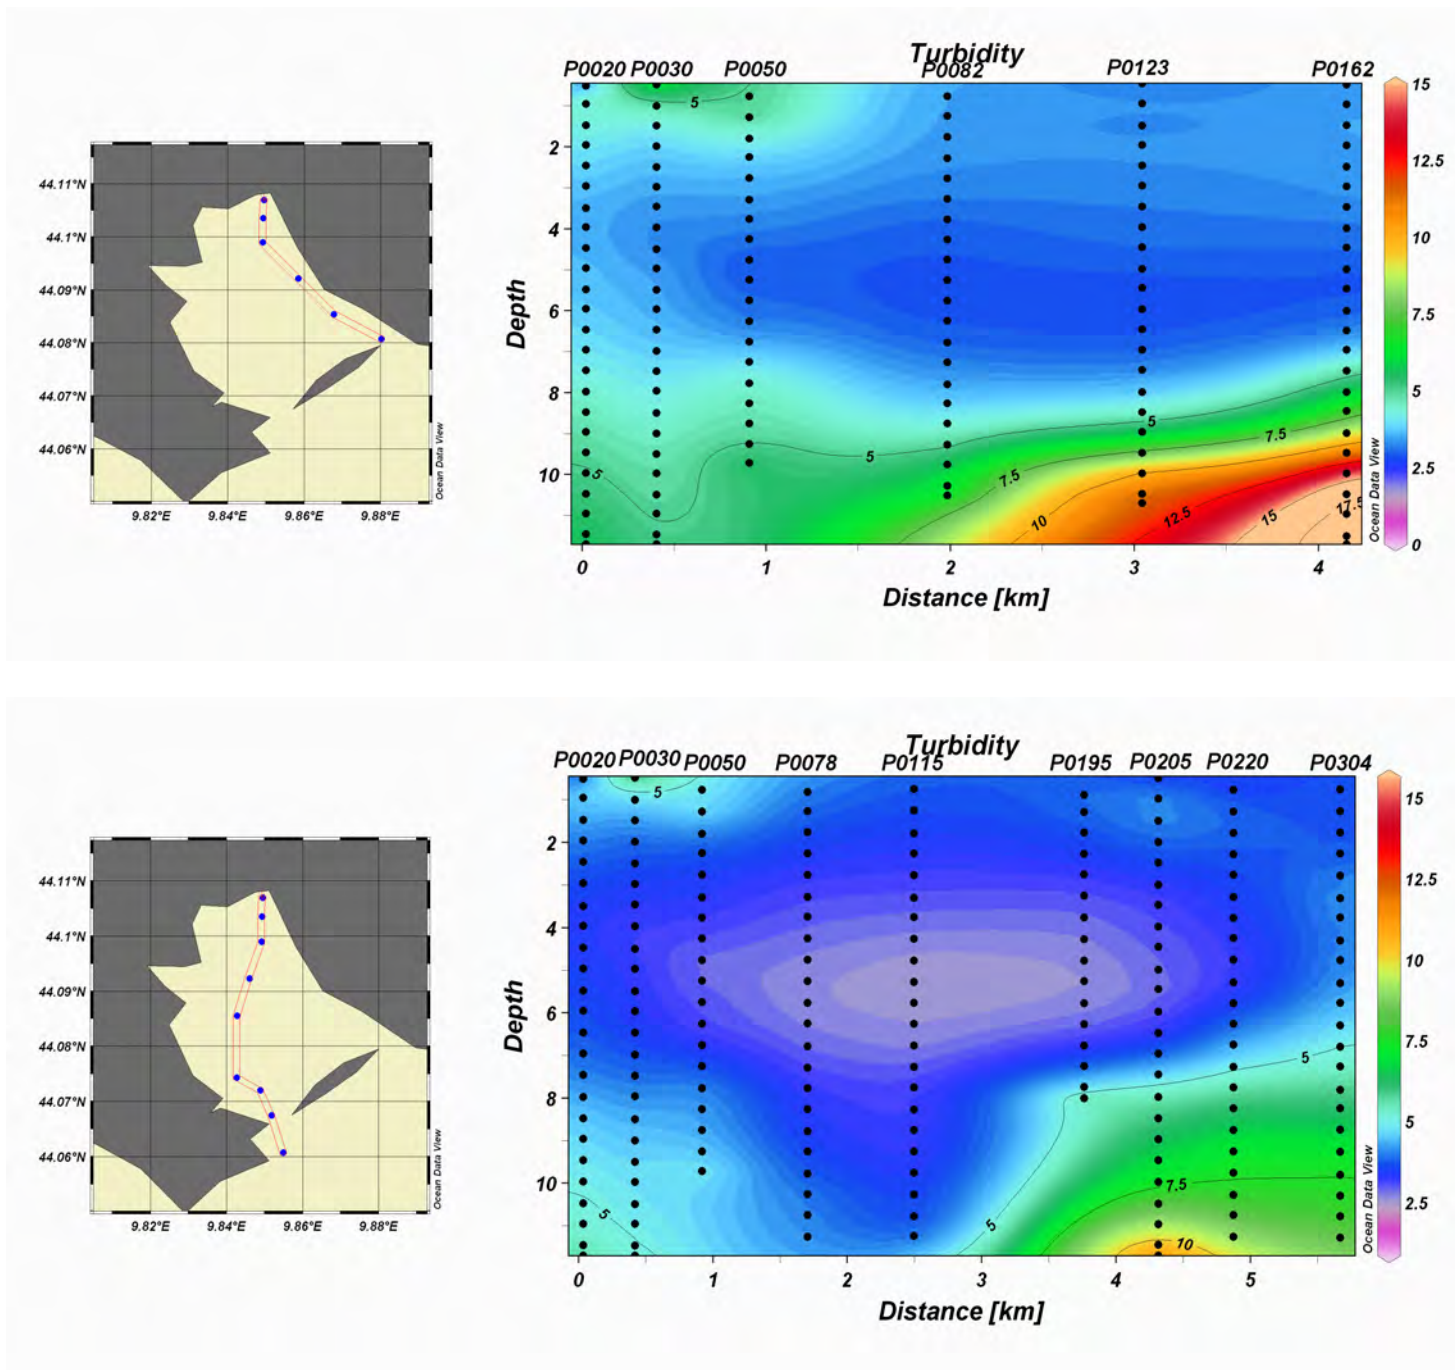 Turbidity
P0020 P0030 P0050 P0082 P0123 P0162
5
2
4
6
8
10
Depth
5
5
5
7.5
7.5
10
12.5
15
17.5
0 1 2 3 4
Distance [km]
15
12.5
10
7.5
5
2.5
0
Ocean Data View
44.11°N
44.1°N
44.09°N
44.08°N
44.07°N
44.06°N
9.82°E 9.84°E 9.86°E 9.88°E
Ocean Data View
Turbidity
P0020 P0030 P0050 P0078 P0115 P0195 P0205 P0220 P0304
5
2
4
6
8
10
Depth
5
5
5
7.5
10
0 1 2 3 4 5
Distance [km]
15
12.5
10
7.5
5
2.5
Ocean Data View
44.11°N
44.1°N
44.09°N
44.08°N
44.07°N
44.06°N
9.82°E 9.84°E 9.86°E 9.88°E
Ocean Data View